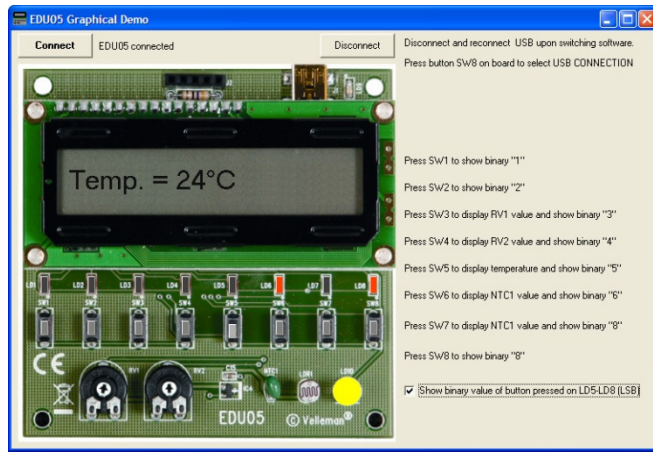 EDU05 Graphical Demo
Connect
EDU05 connected
Disconnect
Disconnect and reconnect USB upon switching software.
Press button SW8 on board to select USB CONNECTION
Temp. = 24°C
Press SW1 to show binary "1"
Press SW2 to show binary "2"
Press SW3 to display RV1 value and show binary "3"
Press SW4 to display RV2 value and show binary "4"
Press SW5 to display temperature and show binary "5"
Press SW6 to display NTC1 value and show binary "6"
Press SW7 to display NTC1 value and show binary "8"
Press SW8 to show binary "8"
LD1 LD2 LD3 LD4 LD5 LD6 LD7 LD8
SW1 SW2 SW3 SW4 SW5 SW6 SW7 SW8
CE
RV1 RV2 NTC1 LDR1 LD10
IC4
EDU05 © Velleman®
Show binary value of button pressed on LD5-LD8 (LSB)